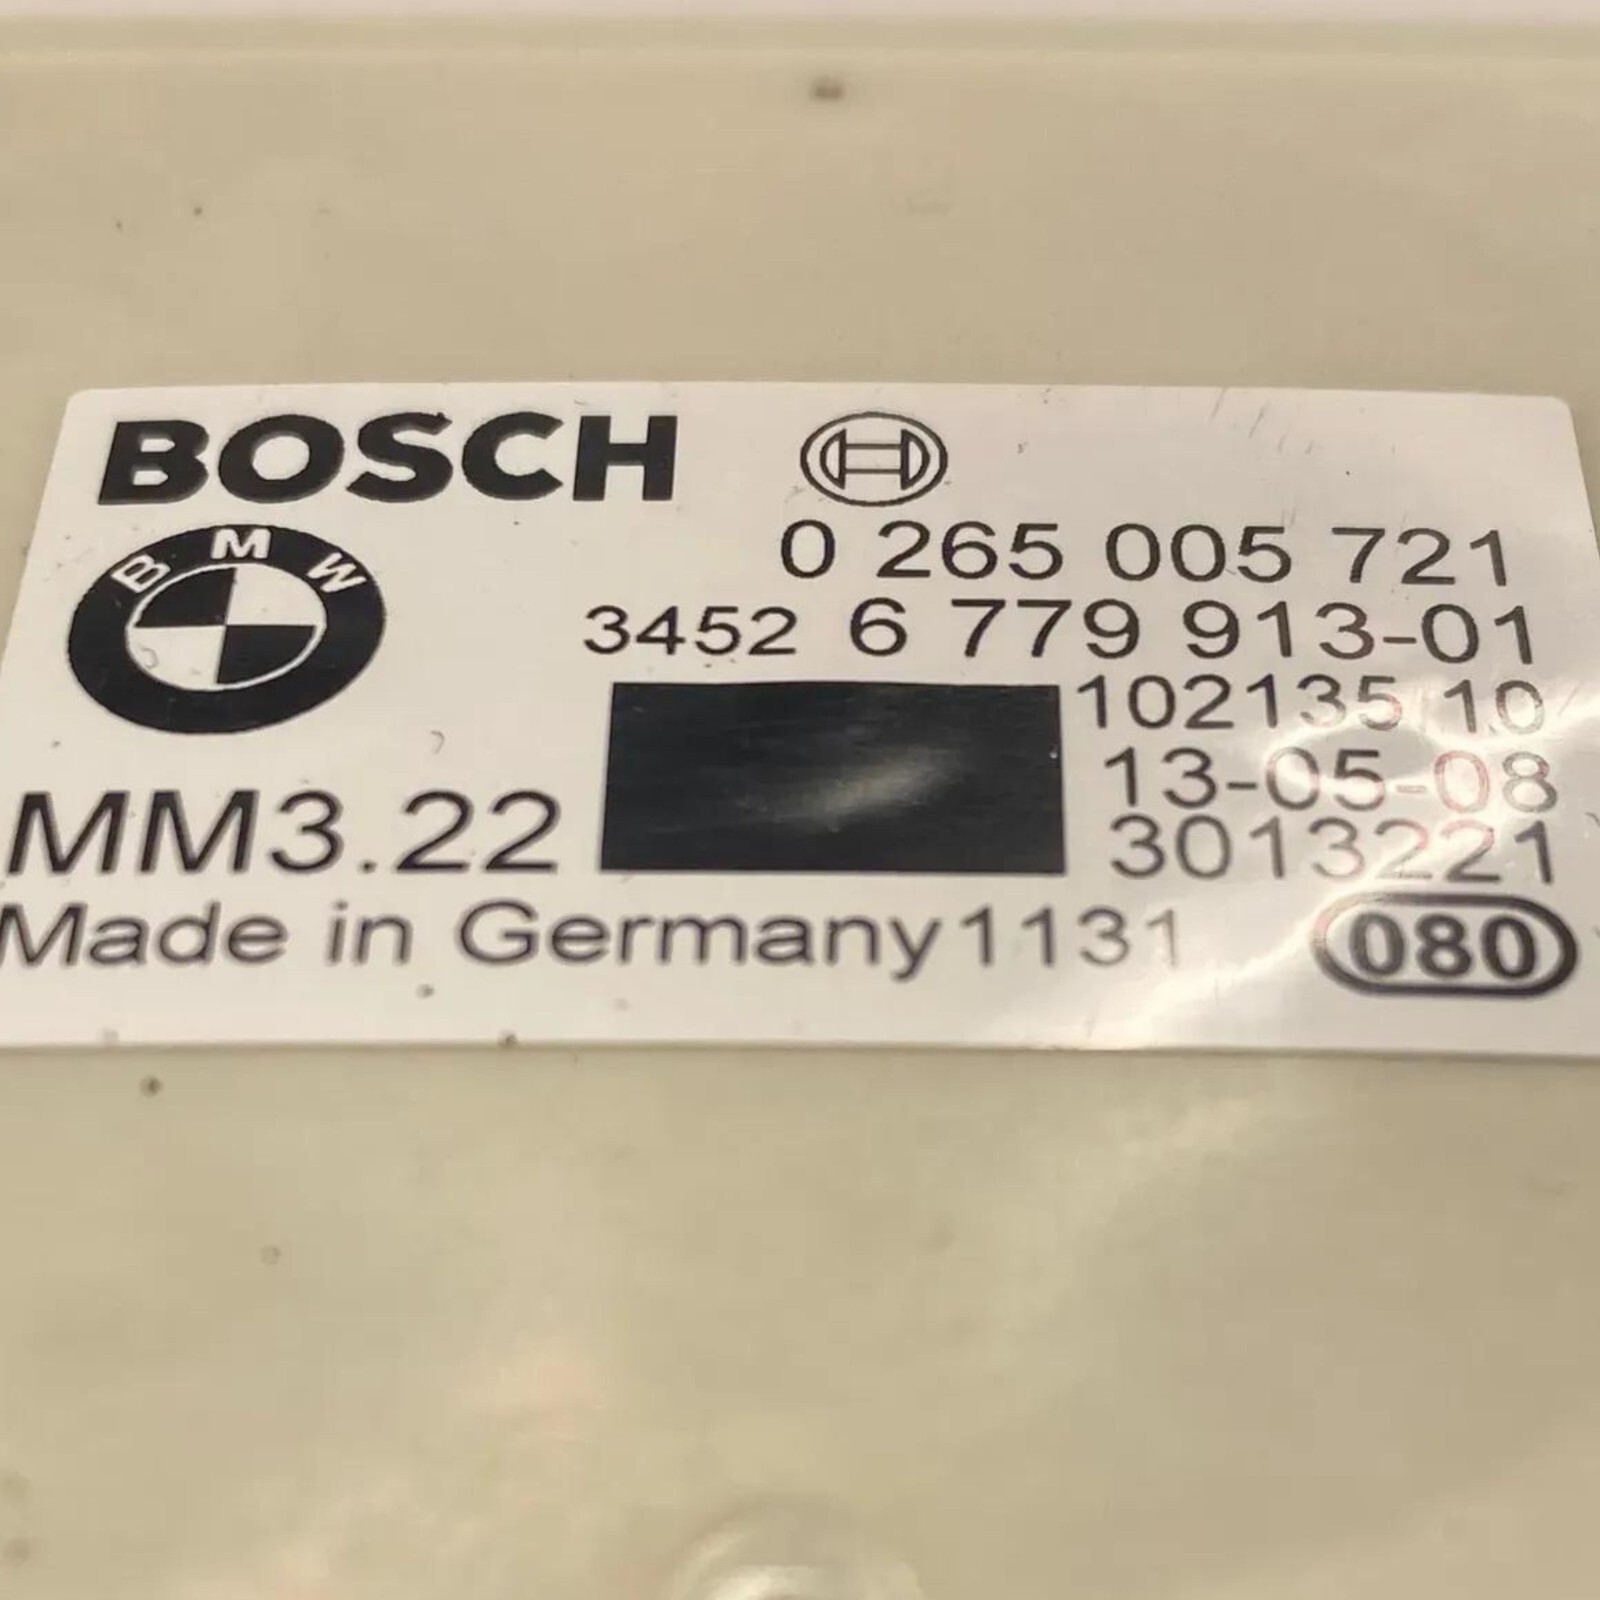 BOSCH
BMW
0 265 005 721
3452 6 779 913-01
102135 10
13-05-08
3013221
MM3.22
Made in Germany 1131
080